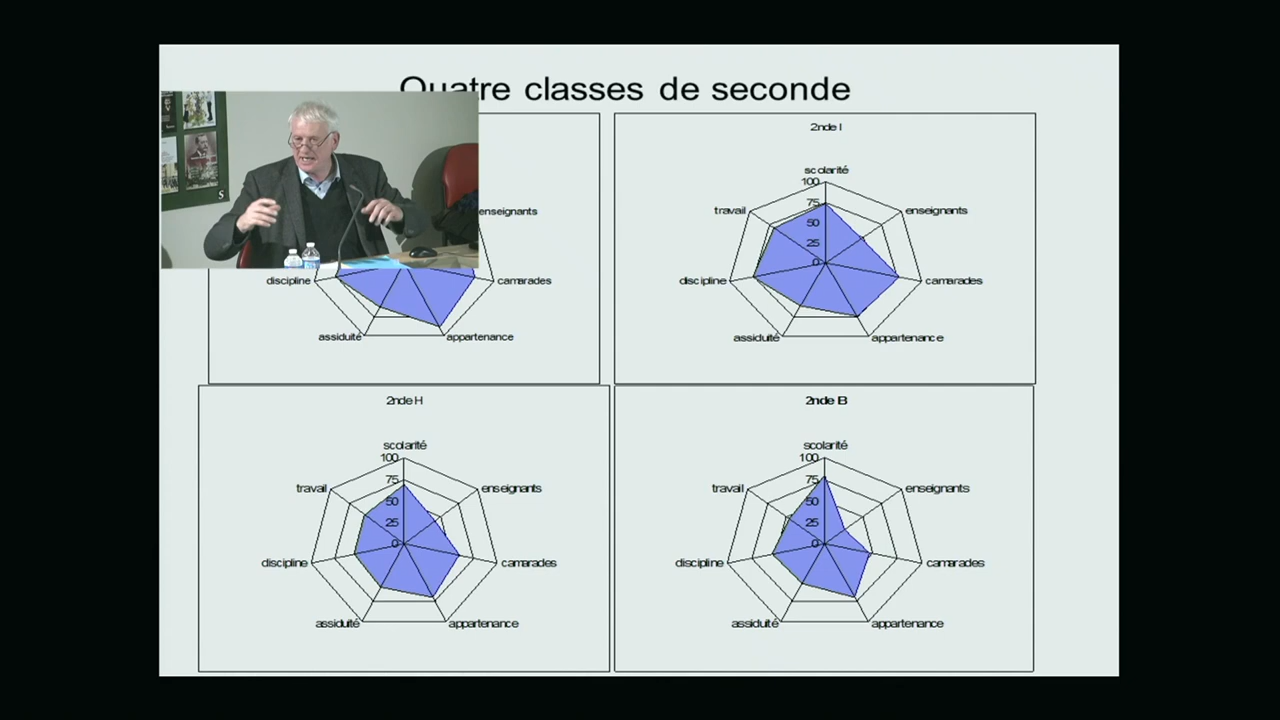 Quatre classes de seconde
enseignants
discipline
camarades
assiduité
appartenance
2nde I
scolarité
100
travail
75
enseignants
50
25
0
discipline
camarades
assiduité
appartenance
2nde H
scolarité
100
75
travail
enseignants
50
25
0
discipline
camarades
assiduité
appartenance
2nde B
scolarité
100
75
travail
enseignants
50
25
0
discipline
camarades
assiduité
appartenance
S